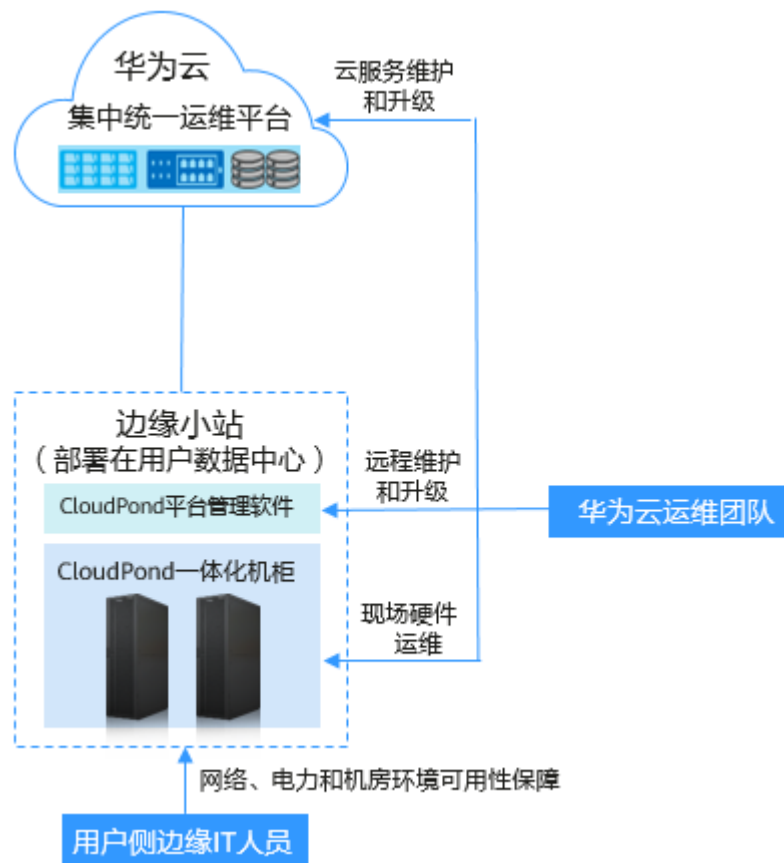 华为云
集中统一运维平台
云服务维护
和升级
边缘小站
（部署在用户数据中心）
CloudPond平台管理软件
远程维护
和升级
华为云运维团队
CloudPond一体化机柜
现场硬件
运维
网络、电力和机房环境可用性保障
用户侧边缘IT人员